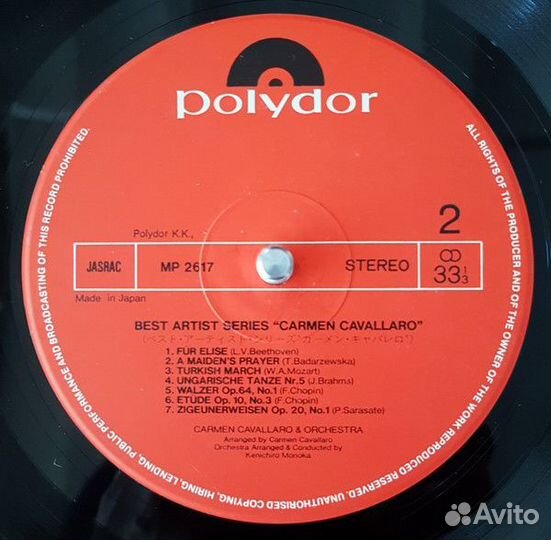 polydor
ALL RIGHTS OF THE PRODUCER AND OF THE OWNER OF THE WORK REPRODUCED RESERVED. UNAUTHORISED COPYING, HIRING, LENDING, PUBLIC PERFORMANCE AND BROADCASTING OF THIS RECORD PROHIBITED.
2
Polydor K.K.,
JASRAC MP 2617 STEREO 33 1/3
Made in Japan
BEST ARTIST SERIES "CARMEN CAVALLARO"
(ベスト・アーティスト・シリーズ"カーメン・キャバレロ")
1. FÜR ELISE (L.V.Beethoven)
2. A MAIDEN'S PRAYER (T.Badarzewska)
3. TURKISH MARCH (W.A.Mozart)
4. UNGARISCHE TANZE Nr.5 (J.Brahms)
5. WALZER Op.64, No.1 (F.Chopin)
6. ETUDE Op. 10, No.3 (F.Chopin)
7. ZIGEUNERWEISEN Op. 20, No.1 (P.Sarasate)
CARMEN CAVALLARO & ORCHESTRA
Arranged by Carmen Cavallaro
Orchestra Arranged & Conducted by
Kenichiro Morioka
Avito